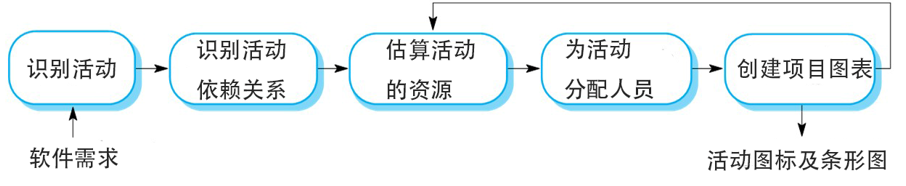 识别活动
识别活动
依赖关系
估算活动
的资源
为活动
分配人员
创建项目图表
软件需求
活动图标及条形图